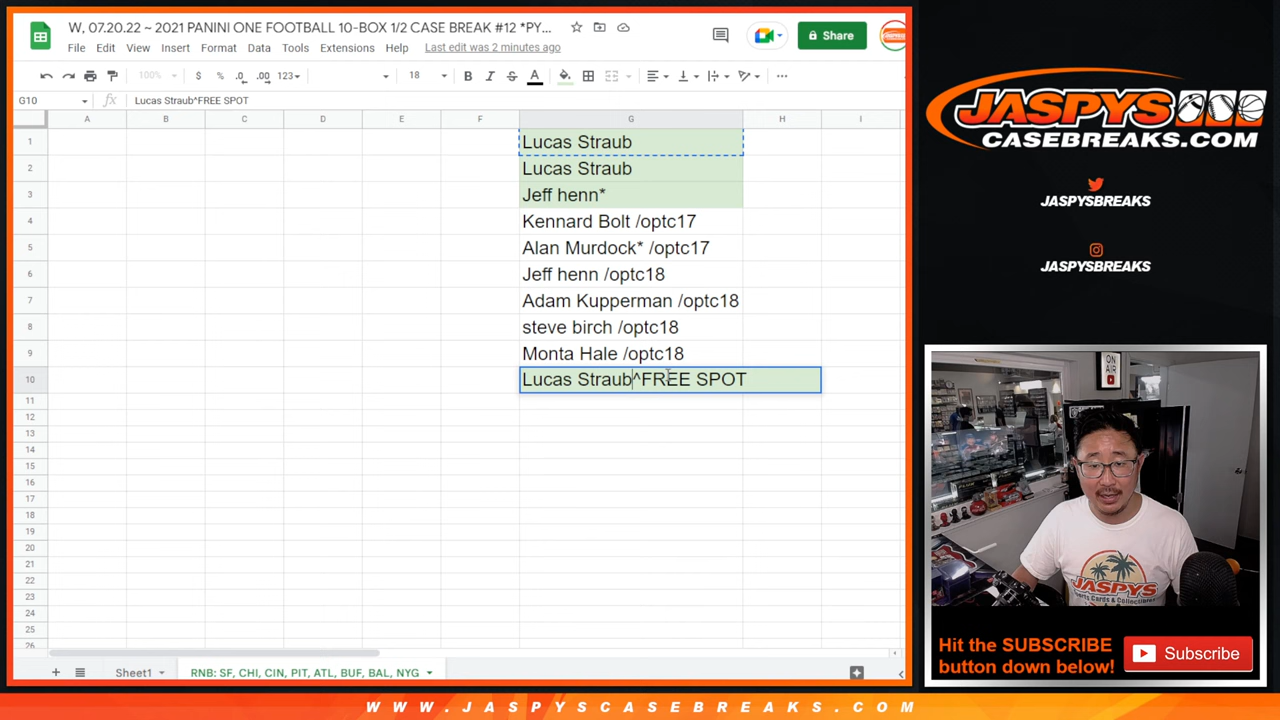 W, 07.20.22 ~ 2021 PANINI ONE FOOTBALL 10-BOX 1/2 CASE BREAK #12 *PY...
File Edit View Insert Format Data Tools Extensions Help Last edit was 2 minutes ago
Share
100% $ % .0 .00 123 18 B I S A
G10 fx Lucas Straub^FREE SPOT
A B C D E F G H I
1 Lucas Straub
2 Lucas Straub
3 Jeff henn*
4 Kennard Bolt /optc17
5 Alan Murdock* /optc17
6 Jeff henn /optc18
7 Adam Kupperman /optc18
8 steve birch /optc18
9 Monta Hale /optc18
10 Lucas Straub^FREE SPOT
11
12
13
14
15
16
17
18
19
20
21
22
23
24
25
26
Sheet1 RNB: SF, CHI, CIN, PIT, ATL, BUF, BAL, NYG
JASPYS
CASEBREAKS.COM
JASPYSBREAKS
JASPYSBREAKS
ON AIR
JASPYS
Sports Cards & Collectibles
Hit the SUBSCRIBE
button down below!
Subscribe
WWW.JASPYSCASEBREAKS.COM